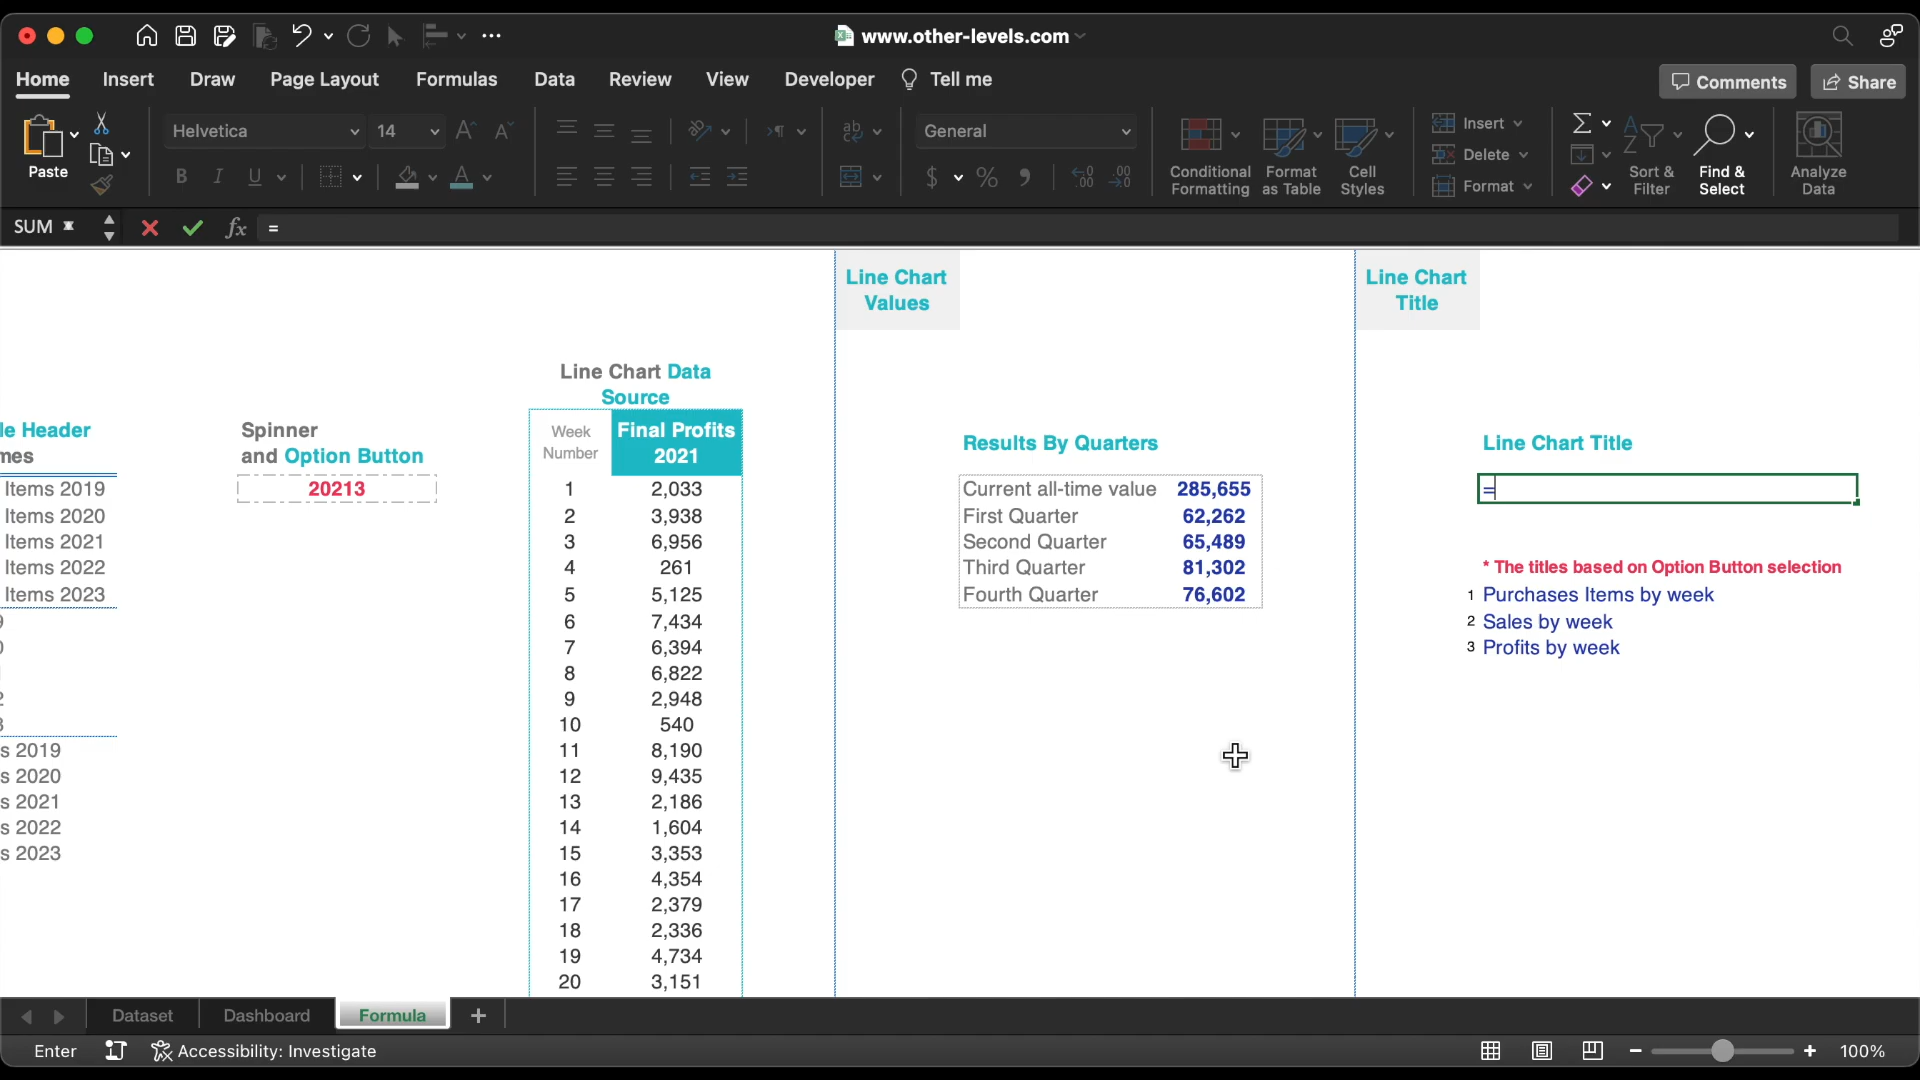 www.other-levels.com
Home Insert Draw Page Layout Formulas Data Review View Developer Tell me Comments Share
Paste Helvetica 14 General Conditional Formatting Format as Table Cell Styles Insert Delete Format Sort & Filter Find & Select Analyze Data
SUM fx =
Line Chart Values
Line Chart Title
Line Chart Data
Source
le Header
mes
Items 2019
Items 2020
Items 2021
Items 2022
Items 2023
s 2019
s 2020
s 2021
s 2022
s 2023
Spinner
and Option Button
20213
Week Number Final Profits 2021
1 2,033
2 3,938
3 6,956
4 261
5 5,125
6 7,434
7 6,394
8 6,822
9 2,948
10 540
11 8,190
12 9,435
13 2,186
14 1,604
15 3,353
16 4,354
17 2,379
18 2,336
19 4,734
20 3,151
Results By Quarters
Current all-time value 285,655
First Quarter 62,262
Second Quarter 65,489
Third Quarter 81,302
Fourth Quarter 76,602
Line Chart Title
=
* The titles based on Option Button selection
1 Purchases Items by week
2 Sales by week
3 Profits by week
Dataset Dashboard Formula +
Enter Accessibility: Investigate 100%